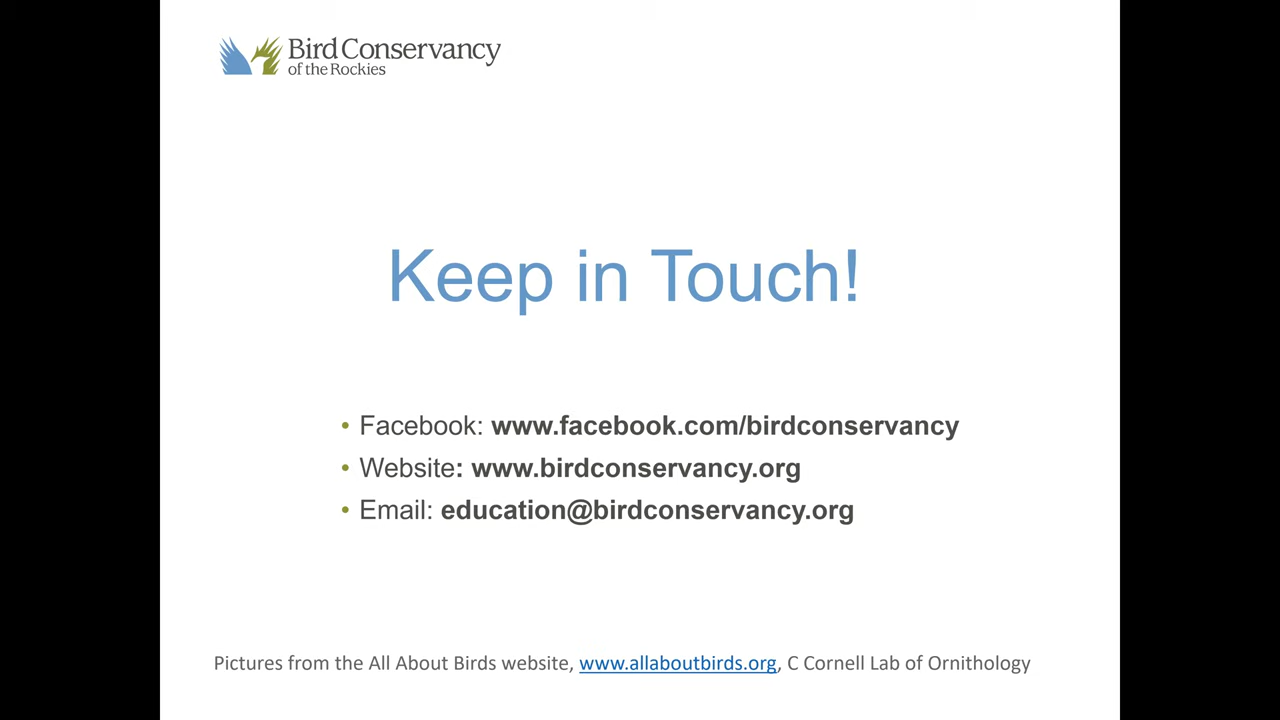 Bird Conservancy
of the Rockies
Keep in Touch!
• Facebook: www.facebook.com/birdconservancy
• Website: www.birdconservancy.org
• Email: education@birdconservancy.org
Pictures from the All About Birds website, www.allaboutbirds.org, C Cornell Lab of Ornithology